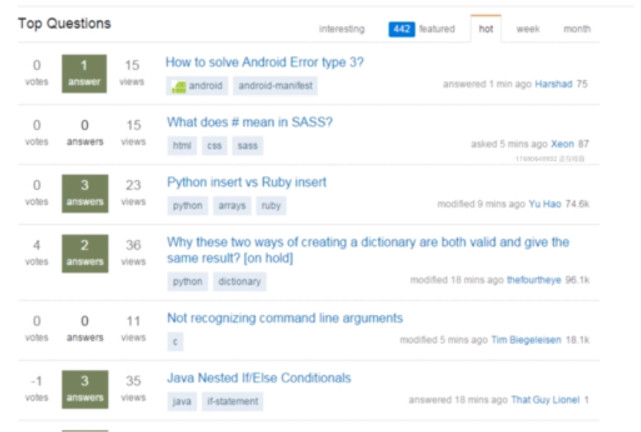 Top Questions
interesting 442 featured hot week month
0 1 15 How to solve Android Error type 3?
votes answer views android android-manifest answered 1 min ago Harshad 75
0 0 15 What does # mean in SASS?
votes answers views html css sass asked 5 mins ago Xeon 87
0 3 23 Python insert vs Ruby insert
votes answers views python arrays ruby modified 9 mins ago Yu Hao 74.6k
4 2 36 Why these two ways of creating a dictionary are both valid and give the
votes answers views same result? [on hold]
python dictionary modified 18 mins ago thefourtheye 96.1k
0 0 11 Not recognizing command line arguments
votes answers views c modified 5 mins ago Tim Biegeleisen 18.1k
-1 3 35 Java Nested If/Else Conditionals
votes answers views java if-statement answered 18 mins ago That Guy Lionel 1